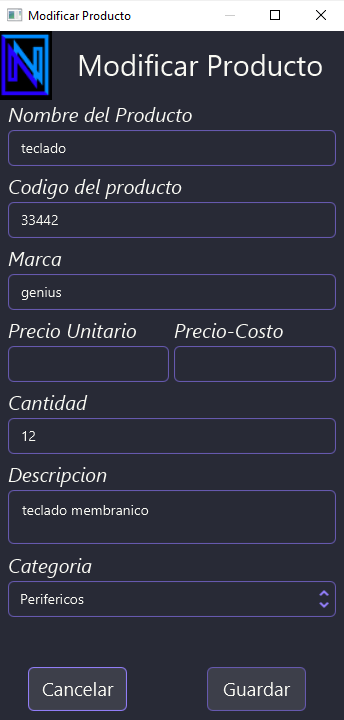 Modificar Producto
Modificar Producto
Nombre del Producto
teclado
Codigo del producto
33442
Marca
genius
Precio Unitario Precio-Costo
Cantidad
12
Descripcion
teclado membranico
Categoria
Perifericos
Cancelar Guardar